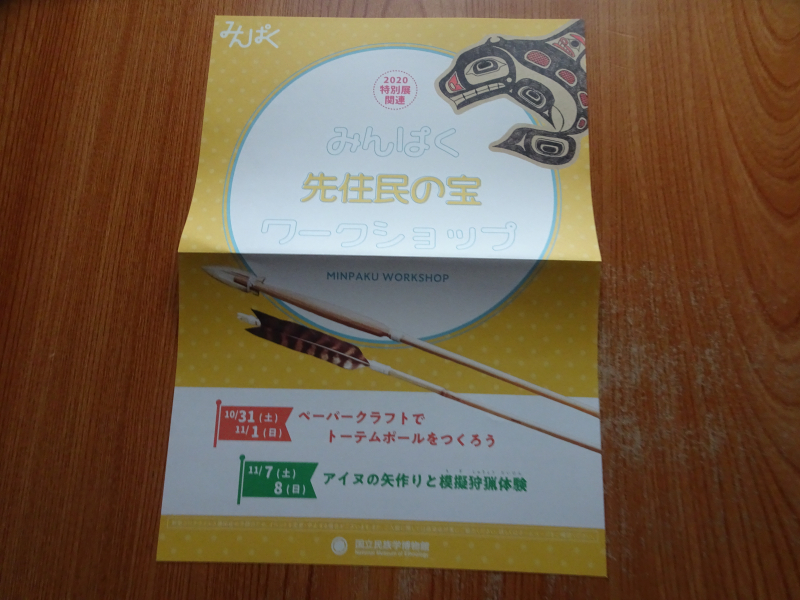 みんぱく
2020
特別展
関連
みんぱく
先住民の宝
ワークショップ
MINPAKU WORKSHOP
10/31(土)
11/1(日)
ペーパークラフトで
トーテムポールをつくろう
11/7(土)
8(日)
アイヌの矢作りと模擬狩猟体験
国立民族学博物館
National Museum of Ethnology